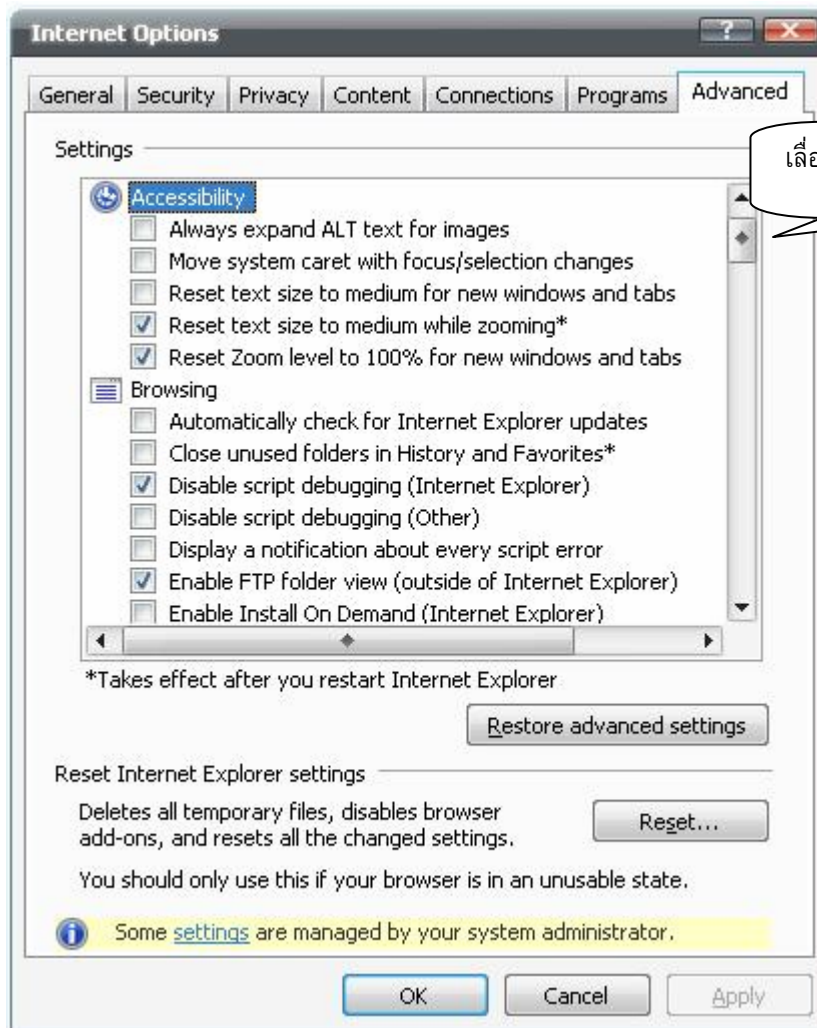 Internet Options
General Security Privacy Content Connections Programs Advanced
Settings
Accessibility
Always expand ALT text for images
Move system caret with focus/selection changes
Reset text size to medium for new windows and tabs
Reset text size to medium while zooming*
Reset Zoom level to 100% for new windows and tabs
Browsing
Automatically check for Internet Explorer updates
Close unused folders in History and Favorites*
Disable script debugging (Internet Explorer)
Disable script debugging (Other)
Display a notification about every script error
Enable FTP folder view (outside of Internet Explorer)
Enable Install On Demand (Internet Explorer)
*Takes effect after you restart Internet Explorer
Restore advanced settings
Reset Internet Explorer settings
Deletes all temporary files, disables browser
add-ons, and resets all the changed settings.
Reset...
You should only use this if your browser is in an unusable state.
Some settings are managed by your system administrator.
OK Cancel Apply